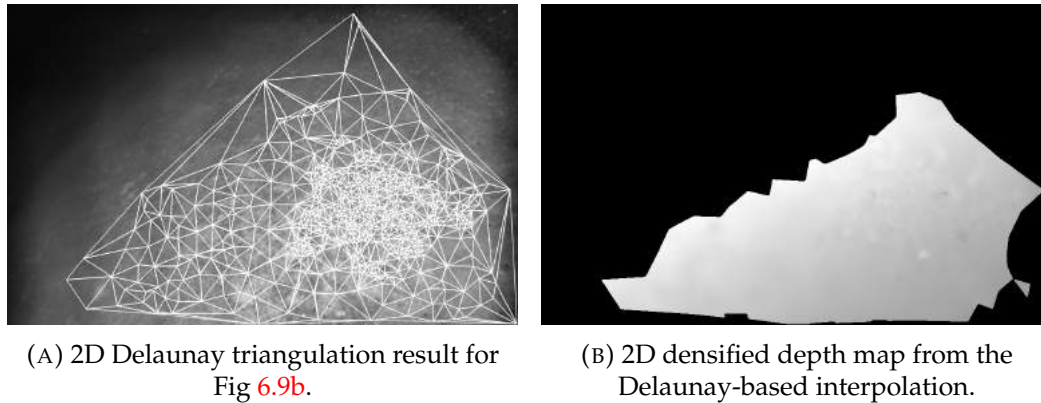 (A) 2D Delaunay triangulation result for
Fig 6.9b.
(B) 2D densified depth map from the
Delaunay-based interpolation.